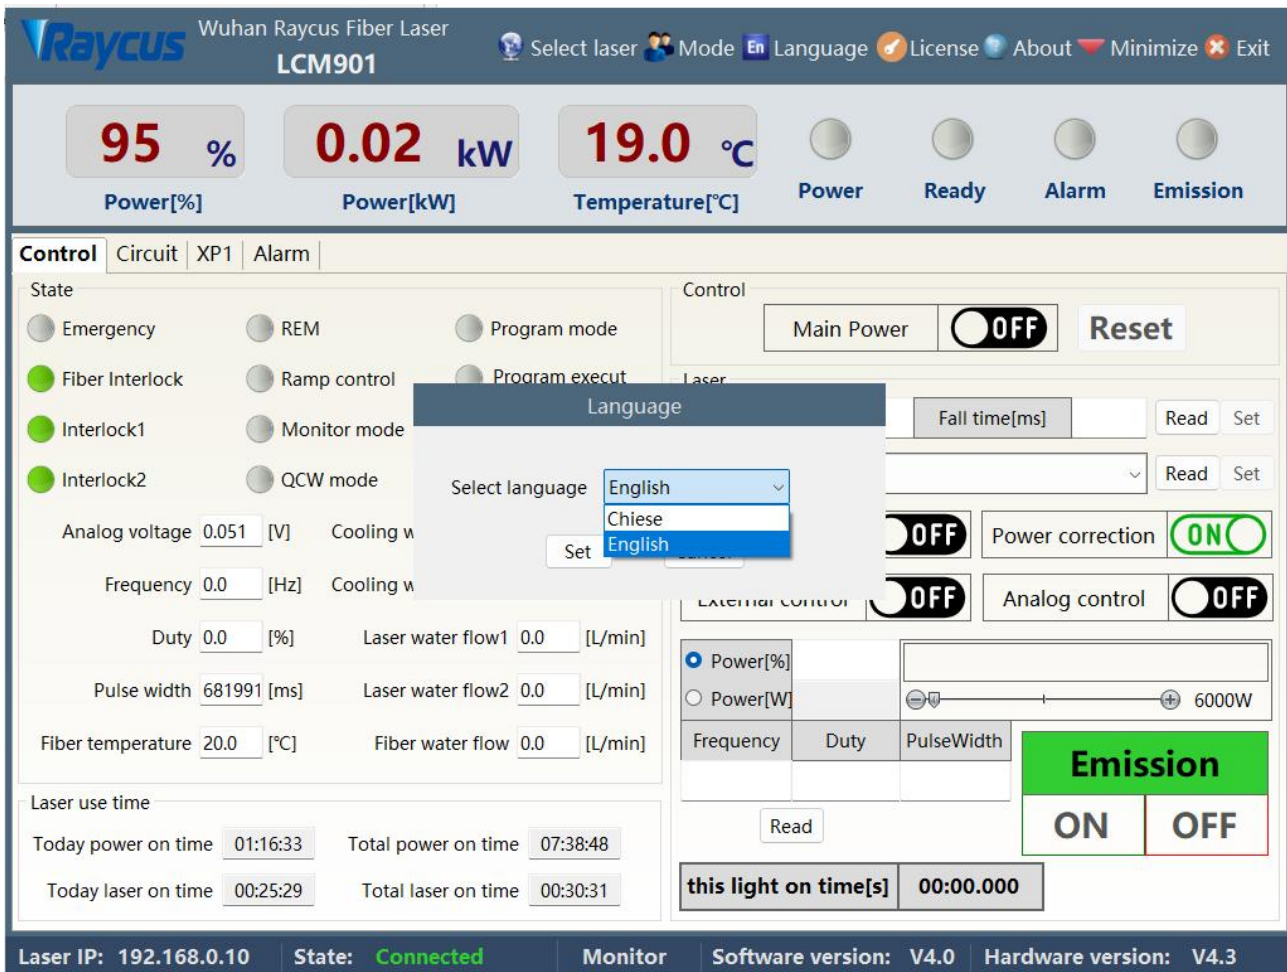 Raycus
Wuhan Raycus Fiber Laser
LCM901
Select laser Mode En Language License About Minimize Exit
95 % 0.02 kW 19.0 ℃
Power[%] Power[kW] Temperature[℃] Power Ready Alarm Emission
Control Circuit XP1 Alarm
State
Emergency REM Program mode
Fiber Interlock Ramp control Program execut
Interlock1 Monitor mode
Interlock2 QCW mode
Analog voltage 0.051 [V] Cooling w
Frequency 0.0 [Hz] Cooling w
Duty 0.0 [%] Laser water flow1 0.0 [L/min]
Pulse width 681991 [ms] Laser water flow2 0.0 [L/min]
Fiber temperature 20.0 [℃] Fiber water flow 0.0 [L/min]
Laser use time
Today power on time 01:16:33 Total power on time 07:38:48
Today laser on time 00:25:29 Total laser on time 00:30:31
Language
Select language English
Chiese
English
Set Cancel
Control
Main Power OFF Reset
Laser
Fall time[ms] Read Set
Read Set
OFF Power correction ON
External control OFF Analog control OFF
Power[%]
Power[W] 6000W
Frequency Duty PulseWidth
Read
Emission
ON OFF
this light on time[s] 00:00.000
Laser IP: 192.168.0.10 State: Connected Monitor Software version: V4.0 Hardware version: V4.3